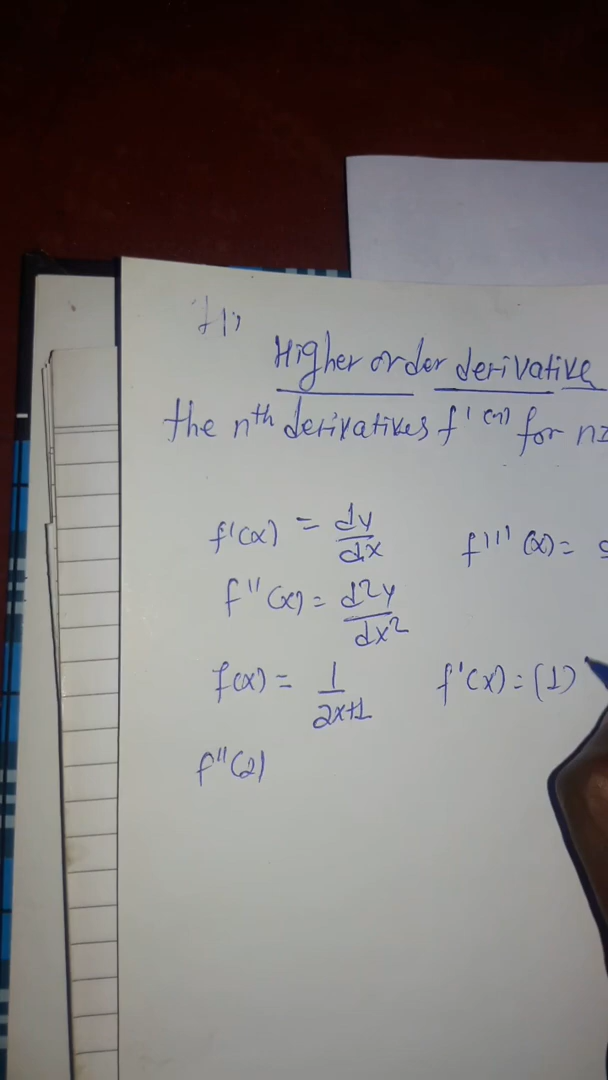 Higher order derivative
the nth derivatives f' (n) for n
f'(x) = dy/dx f'''(x) =
f''(x) = d²y/dx²
f(x) = 1/2x+1 f'(x) = (1)
f''(2)